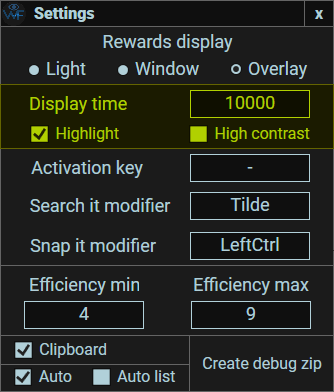 Settings x
Rewards display
Light Window Overlay
Display time 10000
Highlight High contrast
Activation key -
Search it modifier Tilde
Snap it modifier LeftCtrl
Efficiency min Efficiency max
4 9
Clipboard
Auto Auto list
Create debug zip